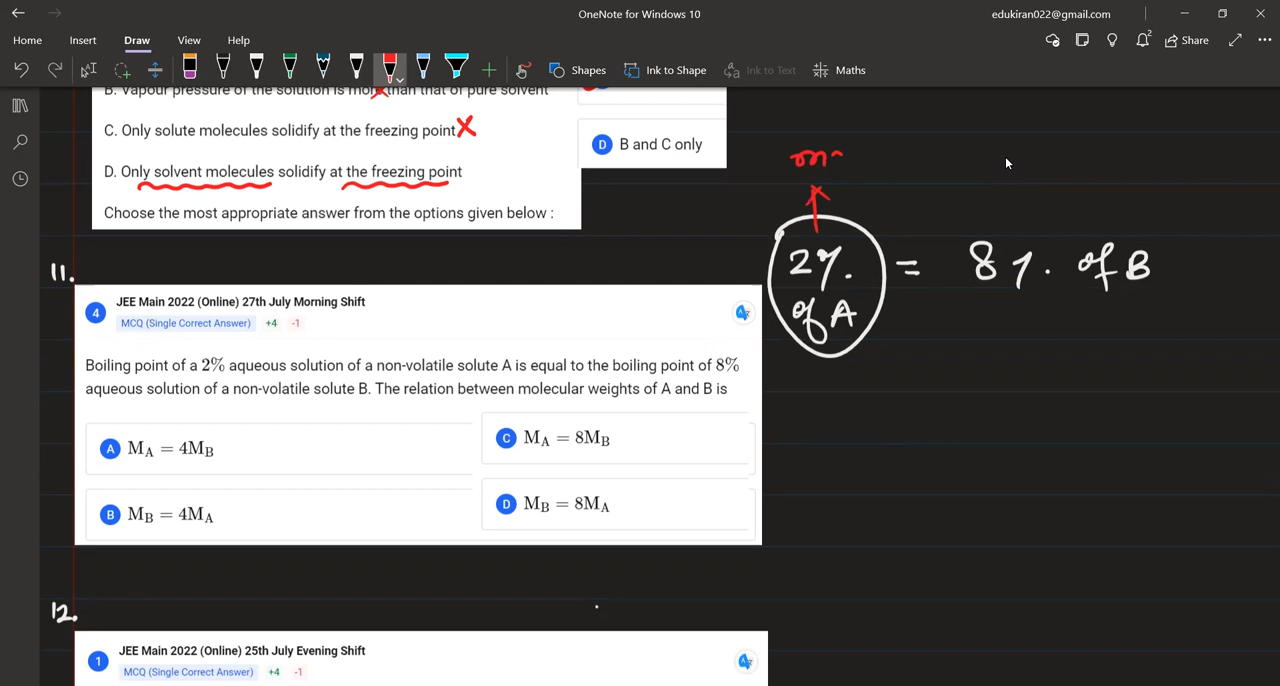 OneNote for Windows 10
edukiran022@gmail.com
Home Insert Draw View Help
Share
Shapes Ink to Shape Ink to Text Maths
B. Vapour pressure of the solution is more than that of pure solvent
C. Only solute molecules solidify at the freezing point
D B and C only
D. Only solvent molecules solidify at the freezing point
Choose the most appropriate answer from the options given below :
2%. of A = 8%. of B
11.
4 JEE Main 2022 (Online) 27th July Morning Shift
MCQ (Single Correct Answer) +4 -1
Boiling point of a 2% aqueous solution of a non-volatile solute A is equal to the boiling point of 8%
aqueous solution of a non-volatile solute B. The relation between molecular weights of A and B is
A M_A = 4M_B
C M_A = 8M_B
B M_B = 4M_A
D M_B = 8M_A
12.
1 JEE Main 2022 (Online) 25th July Evening Shift
MCQ (Single Correct Answer) +4 -1